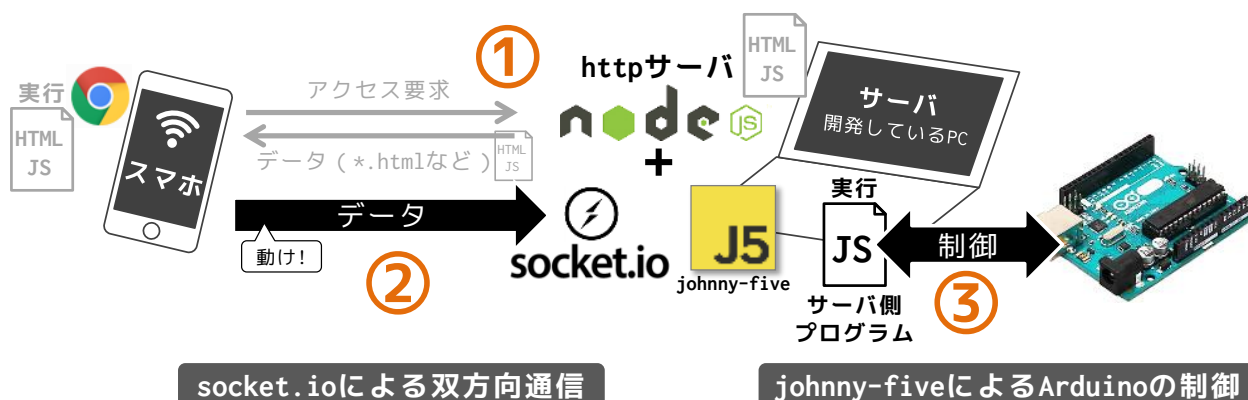 実行
HTML
JS
スマホ
アクセス要求
データ ( *.htmlなど )
HTML
JS
①
httpサーバ
HTML
JS
node
JS
+
サーバ
開発しているPC
データ
動け!
②
socket.io
J5
johnny-five
実行
JS
サーバ側
プログラム
制御
③
socket.ioによる双方向通信
johnny-fiveによるArduinoの制御